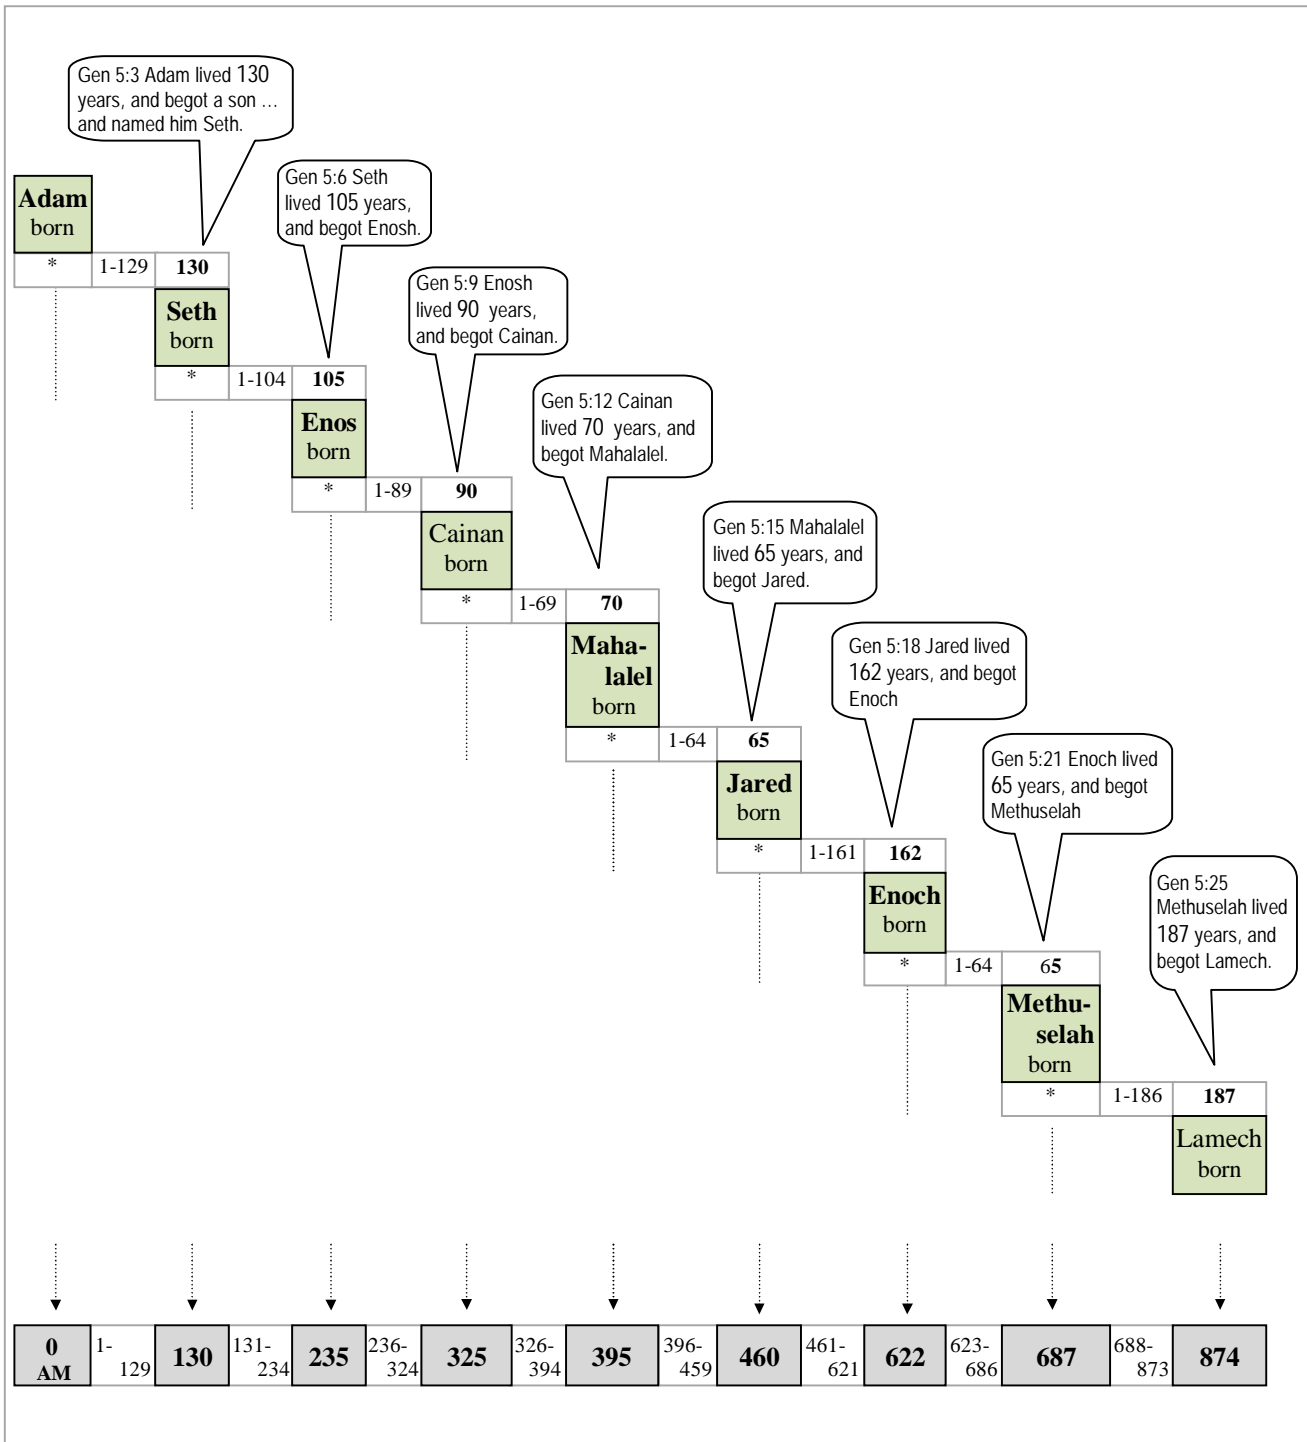 Gen 5:3 Adam lived 130
years, and begot a son …
and named him Seth.
Adam
born
Gen 5:6 Seth
lived 105 years,
and begot Enosh.
* 1-129 130
Seth
born
Gen 5:9 Enosh
lived 90 years,
and begot Cainan.
* 1-104 105
Enos
born
Gen 5:12 Cainan
lived 70 years, and
begot Mahalalel.
* 1-89 90
Cainan
born
Gen 5:15 Mahalalel
lived 65 years, and
begot Jared.
* 1-69 70
Maha-
lalel
born
Gen 5:18 Jared lived
162 years, and begot
Enoch
* 1-64 65
Jared
born
Gen 5:21 Enoch lived
65 years, and begot
Methuselah
* 1-161 162
Enoch
born
Gen 5:25
Methuselah lived
187 years, and
begot Lamech.
* 1-64 65
Methu-
selah
born
* 1-186 187
Lamech
born
0
AM
1-
129
130
131-
234
235
236-
324
325
326-
394
395
396-
459
460
461-
621
622
623-
686
687
688-
873
874